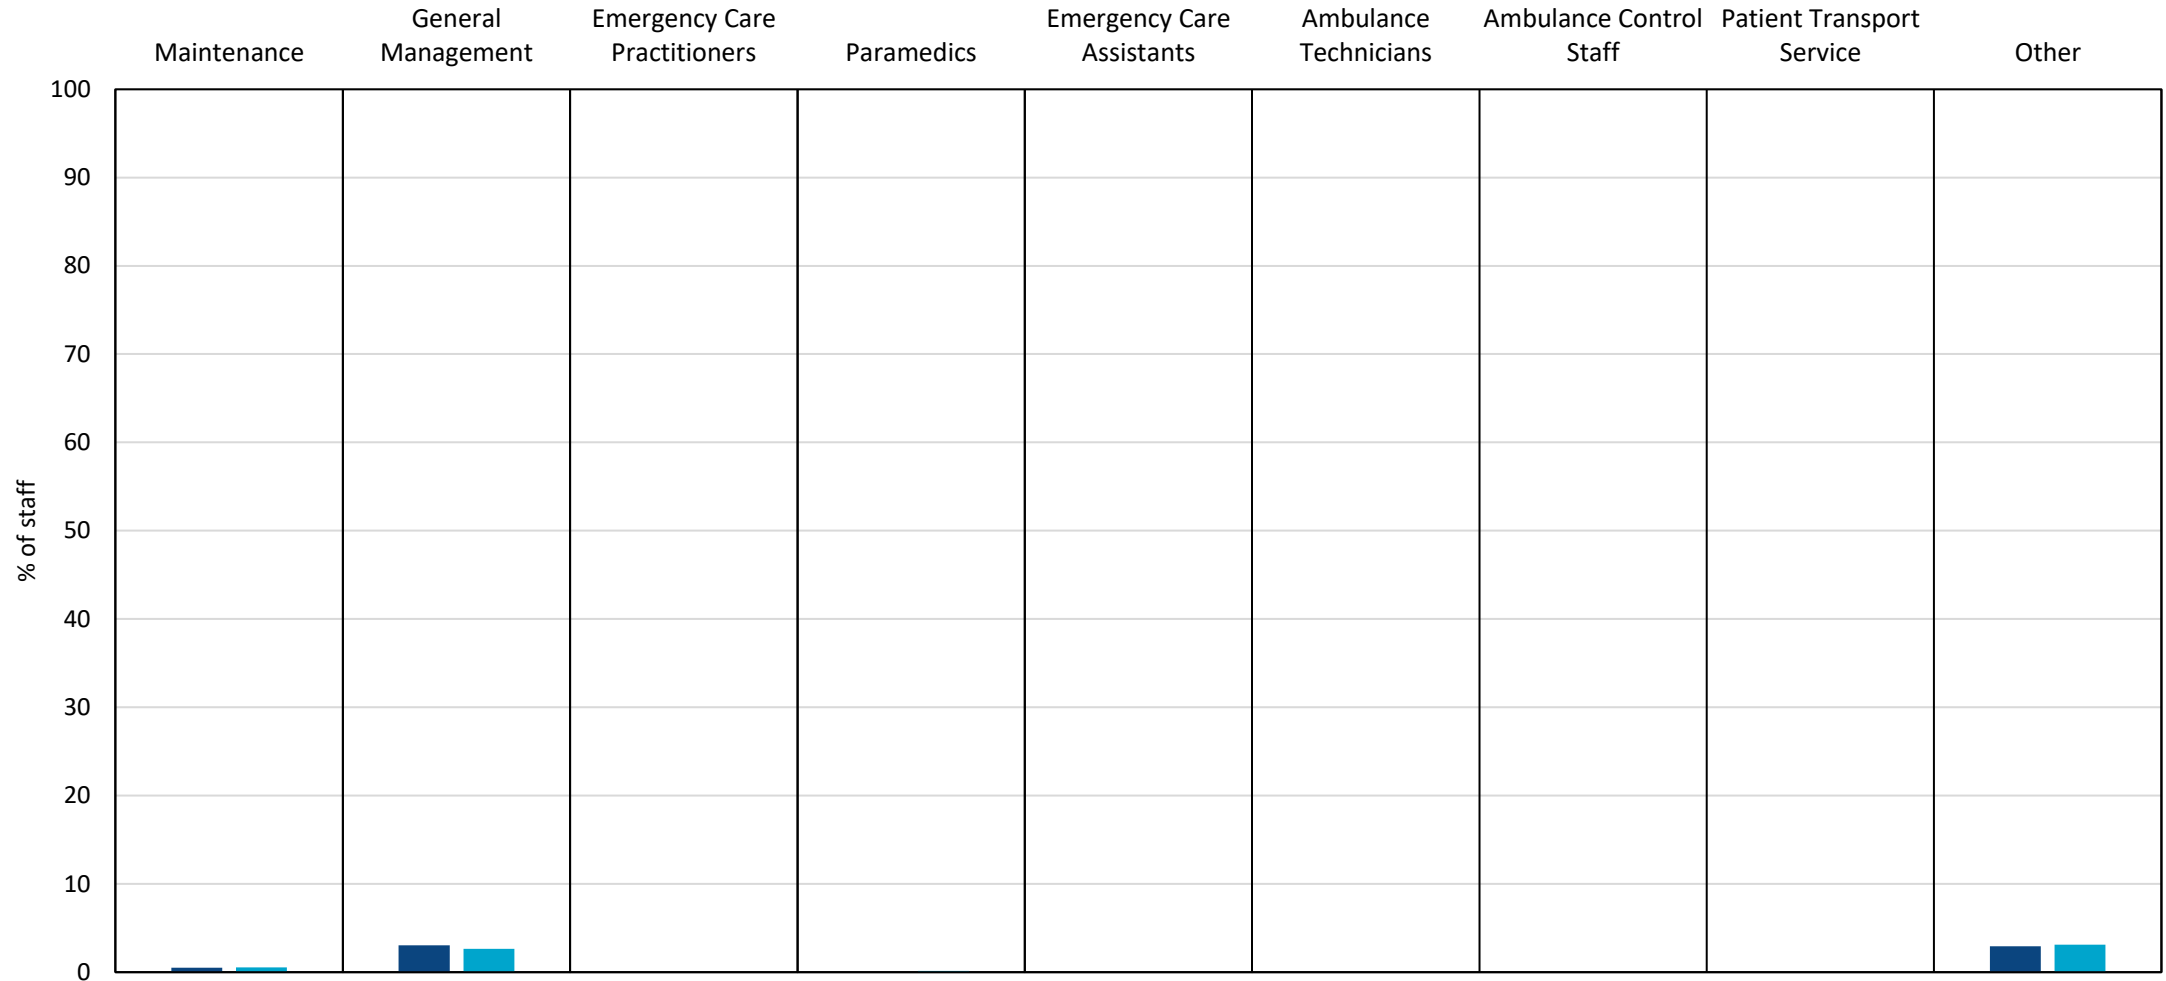 Maintenance
General
Management
Emergency Care
Practitioners
Paramedics
Emergency Care
Assistants
Ambulance
Technicians
Ambulance Control
Staff
Patient Transport
Service
Other
% of staff
100
90
80
70
60
50
40
30
20
10
0